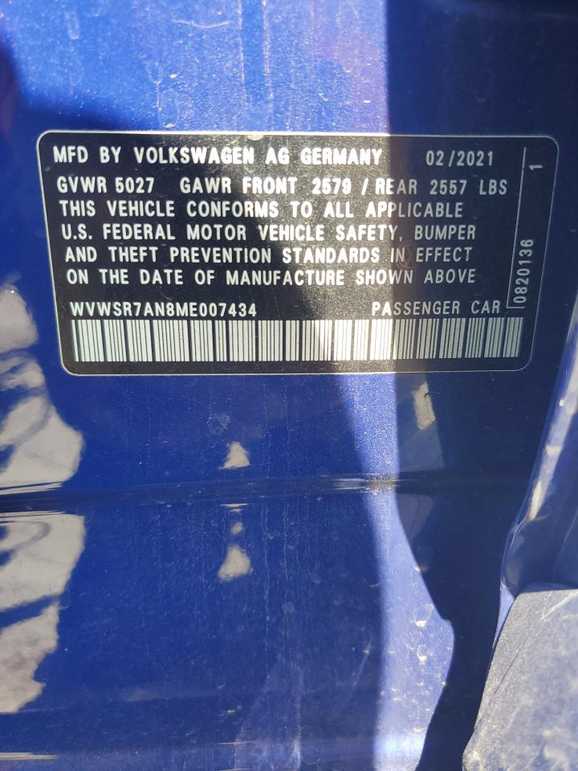 MFD BY VOLKSWAGEN AG GERMANY 02/2021
GVWR 5027 GAWR FRONT 2579 / REAR 2557 LBS
THIS VEHICLE CONFORMS TO ALL APPLICABLE
U.S. FEDERAL MOTOR VEHICLE SAFETY, BUMPER
AND THEFT PREVENTION STANDARDS IN EFFECT
ON THE DATE OF MANUFACTURE SHOWN ABOVE
WVWSR7AN8ME007434 PASSENGER CAR
0820136 1